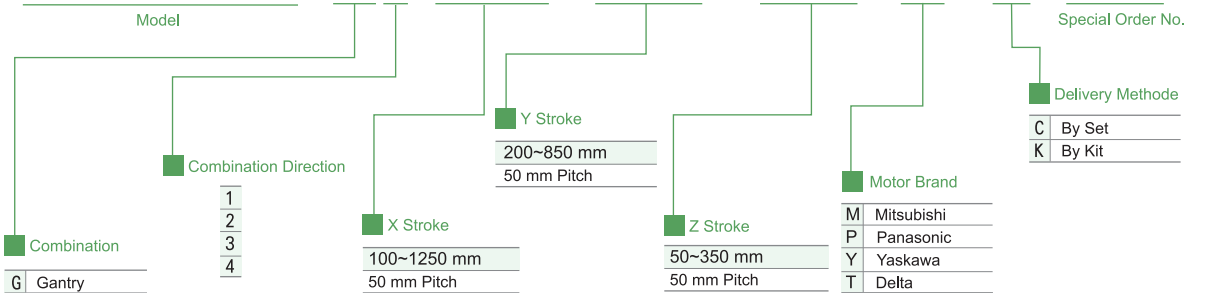 Model
Special Order No.
Delivery Methode
C By Set
K By Kit
Y Stroke
200~850 mm
50 mm Pitch
Combination Direction
1
2
3
4
Motor Brand
M Mitsubishi
P Panasonic
Y Yaskawa
T Delta
X Stroke
100~1250 mm
50 mm Pitch
Z Stroke
50~350 mm
50 mm Pitch
Combination
G Gantry